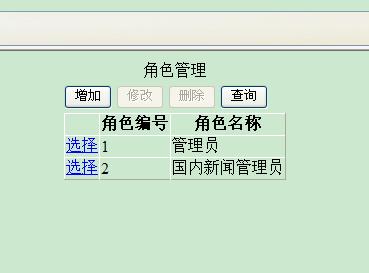 角色管理
增加 修改 删除 查询
角色编号 角色名称
选择 1 管理员
选择 2 国内新闻管理员